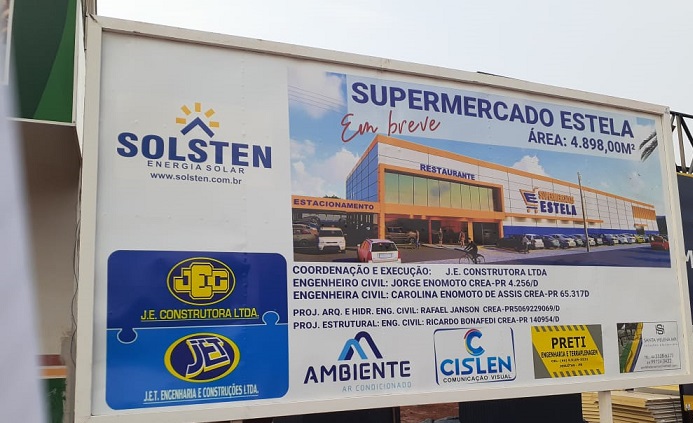 SOLSTEN
ENERGIA SOLAR
www.solsten.com.br
SUPERMERCADO ESTELA
Em breve
ÁREA: 4.898,00M²
RESTAURANTE
ESTACIONAMENTO
SUPERMERCADO
ESTELA
JEC
J.E. CONSTRUTORA LTDA.
JET
J.E.T. ENGENHARIA E CONSTRUÇÕES LTDA.
COORDENAÇÃO E EXECUÇÃO: J.E. CONSTRUTORA LTDA
ENGENHEIRO CIVIL: JORGE ENOMOTO CREA-PR 4.256/D
ENGENHEIRA CIVIL: CAROLINA ENOMOTO DE ASSIS CREA-PR 65.317D
PROJ. ARQ. E HIDR. ENG. CIVIL: RAFAEL JANSON CREA-PR5069229069/D
PROJ. ESTRUTURAL: ENG. CIVIL: RICARDO BONAFEDI CREA-PR 140954/D
AMBIENTE
AR CONDICIONADO
CISLEN
COMUNICAÇÃO VISUAL
PRETI
ENGENHARIA E TERRAPLENAGEM